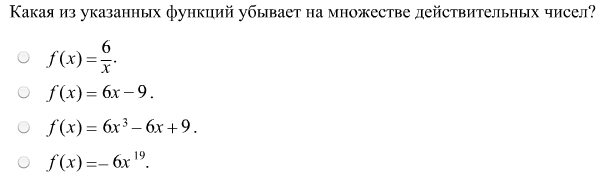 Какая из указанных функций убывает на множестве действительных чисел?
f(x) = 6/x.
f(x) = 6x − 9.
f(x) = 6x³ − 6x + 9.
f(x) = − 6x¹⁹.